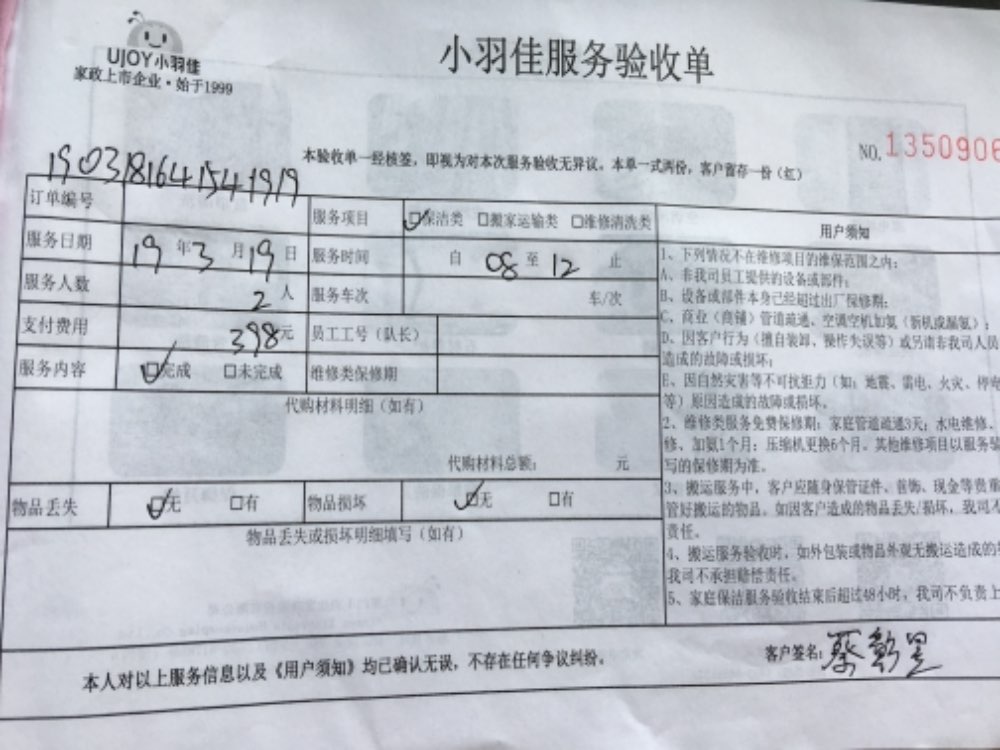 UJOY小羽佳
家政上市企业·始于1999
小羽佳服务验收单
NO. 1350906
本验收单一经核签，即视为对本次服务验收无异议。本单一式两份，客户留存一份（红）
1903181641541919
订单编号
服务项目 ☑保洁类 □搬家运输类 □维修清洗类
服务日期 19 年 3 月 19 日
服务时间 自 08 至 12 止
服务人数 2 人
服务车次 车/次
支付费用 398元
员工工号（队长）
服务内容 ☑完成 □未完成
维修类保修期
代购材料明细（如有）
代购材料总额： 元
物品丢失 ☑无 □有
物品损坏 ☑无 □有
物品丢失或损坏明细填写（如有）
用户须知
1、下列情况不在维修项目的维保范围之内：
A、非我司员工提供的设备或部件；
B、设备或部件本身已经超过出厂保修期；
C、商业（商铺）管道疏通、空调空机加氨（新机或漏氨）；
D、因客户行为（擅自装卸、操作失误等）或另请非我司人员
造成的故障或损坏；
E、因自然灾害等不可抗拒力（如：地震、雷电、火灾、停电
等）原因造成的故障或损坏。
2、维修类服务免费保修期：家庭管道疏通3天；水电维修、
修、加氨1个月；压缩机更换6个月。其他维修项目以服务
写的保修期为准。
3、搬运服务中，客户应随身保管证件、首饰、现金等贵重
管好搬运的物品。如因客户造成的物品丢失/损坏，我司不
责任。
4、搬运服务验收时，如外包装或物品外观无搬运造成的
我司不承担赔偿责任。
5、家庭保洁服务验收结束后超过48小时，我司不负责上
本人对以上服务信息以及《用户须知》均已确认无误，不存在任何争议纠纷。
客户签名：蔡